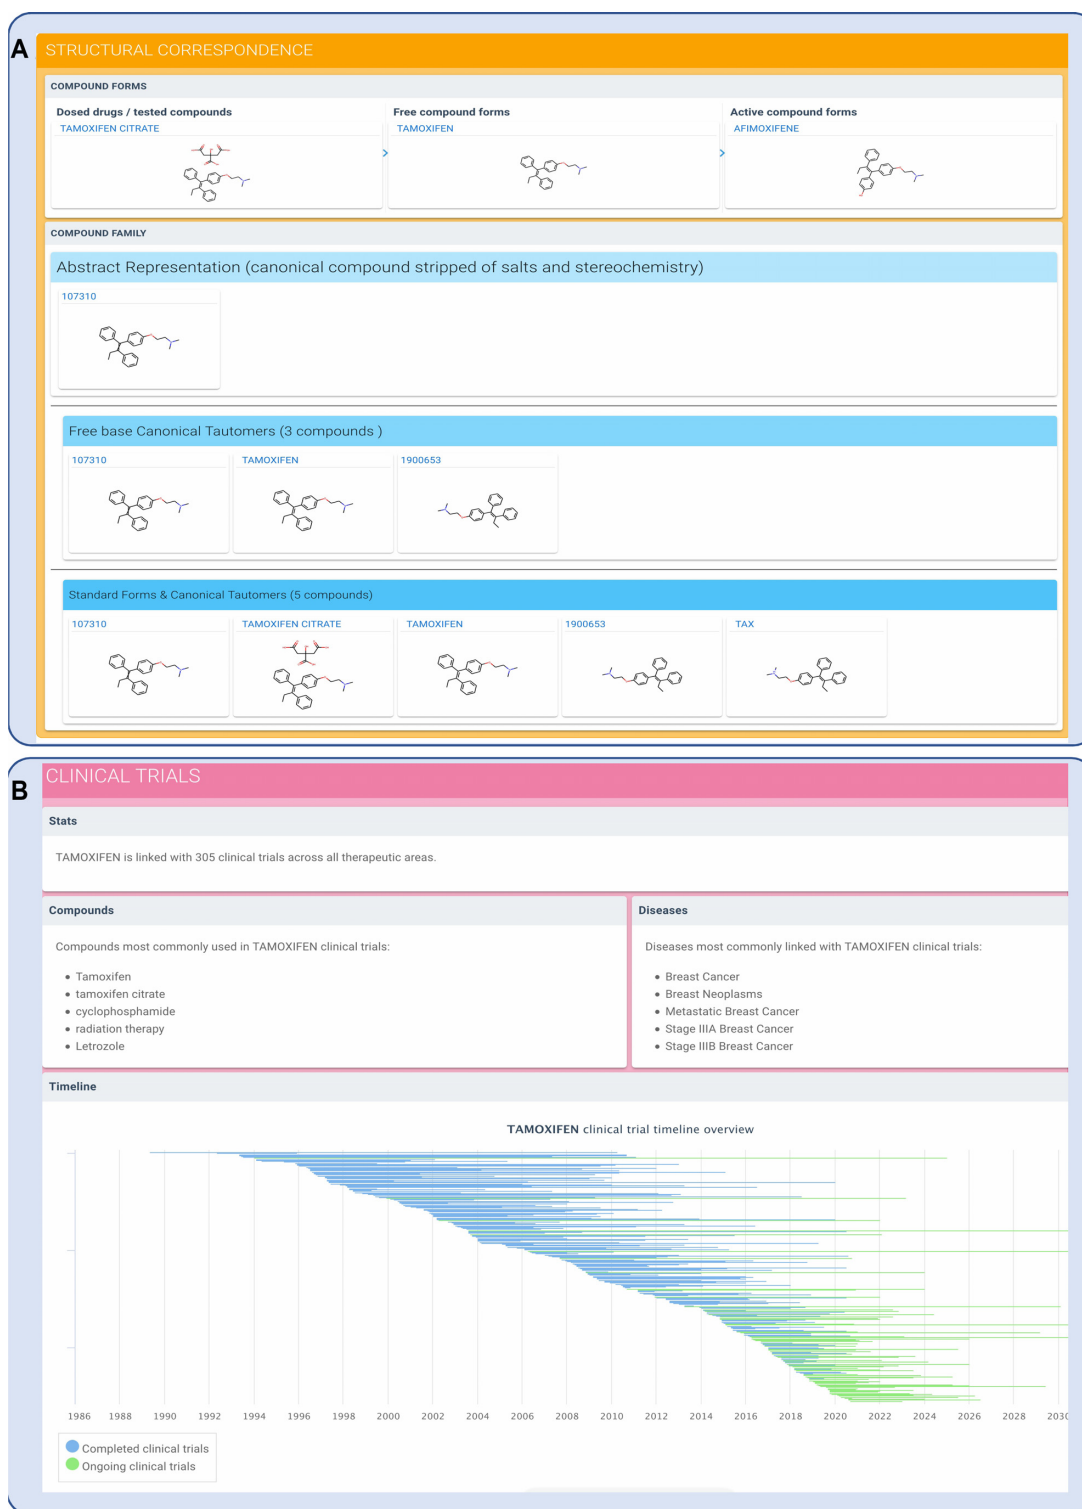 A
STRUCTURAL CORRESPONDENCE
COMPOUND FORMS
Dosed drugs / tested compounds
Free compound forms
Active compound forms
TAMOXIFEN CITRATE
TAMOXIFEN
AFIMOXIFENE
COMPOUND FAMILY
Abstract Representation (canonical compound stripped of salts and stereochemistry)
107310
Free base Canonical Tautomers (3 compounds )
107310
TAMOXIFEN
1900653
Standard Forms & Canonical Tautomers (5 compounds)
107310
TAMOXIFEN CITRATE
TAMOXIFEN
1900653
TAX
B
CLINICAL TRIALS
Stats
TAMOXIFEN is linked with 305 clinical trials across all therapeutic areas.
Compounds
Compounds most commonly used in TAMOXIFEN clinical trials:
• Tamoxifen
• tamoxifen citrate
• cyclophosphamide
• radiation therapy
• Letrozole
Diseases
Diseases most commonly linked with TAMOXIFEN clinical trials:
• Breast Cancer
• Breast Neoplasms
• Metastatic Breast Cancer
• Stage IIIA Breast Cancer
• Stage IIIB Breast Cancer
Timeline
TAMOXIFEN clinical trial timeline overview
1986 1988 1990 1992 1994 1996 1998 2000 2002 2004 2006 2008 2010 2012 2014 2016 2018 2020 2022 2024 2026 2028 2030
Completed clinical trials
Ongoing clinical trials